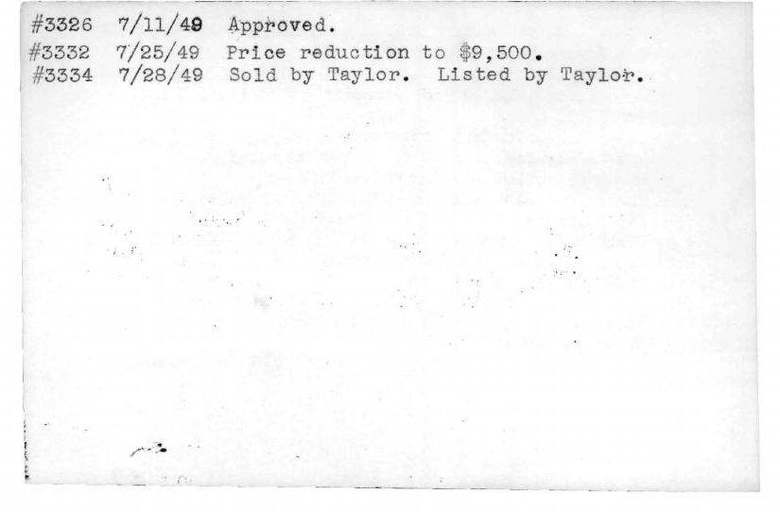 #3326 7/11/49 Approved.
#3332 7/25/49 Price reduction to $9,500.
#3334 7/28/49 Sold by Taylor. Listed by Taylor.